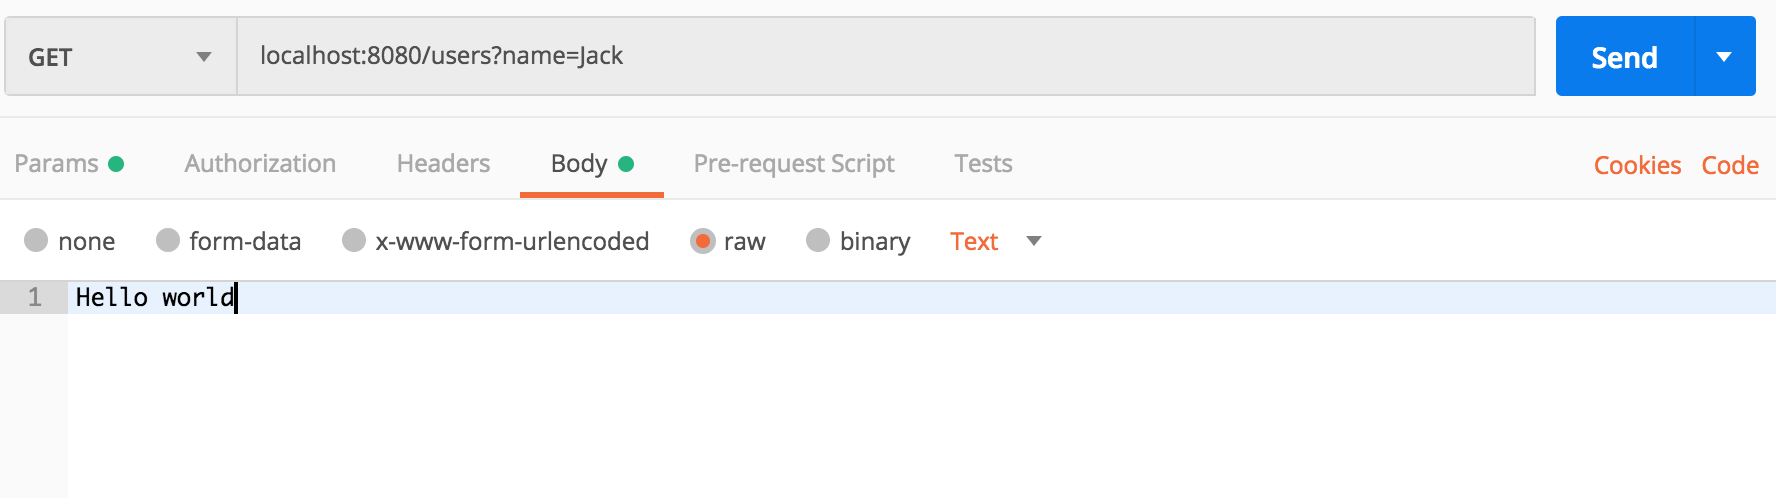 GET localhost:8080/users?name=Jack Send
Params Authorization Headers Body Pre-request Script Tests Cookies Code
none form-data x-www-form-urlencoded raw binary Text
1 Hello world